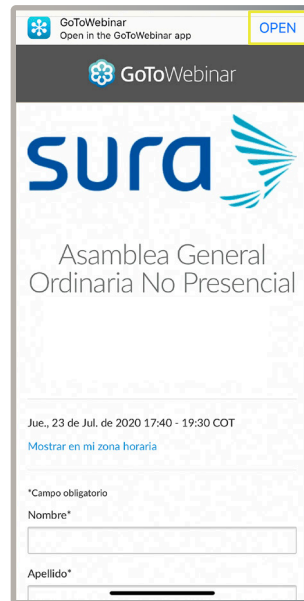 GoToWebinar
Open in the GoToWebinar app
OPEN
GoToWebinar
sura
Asamblea General
Ordinaria No Presencial
Jue., 23 de Jul. de 2020 17:40 - 19:30 COT
Mostrar en mi zona horaria
*Campo obligatorio
Nombre*
Apellido*